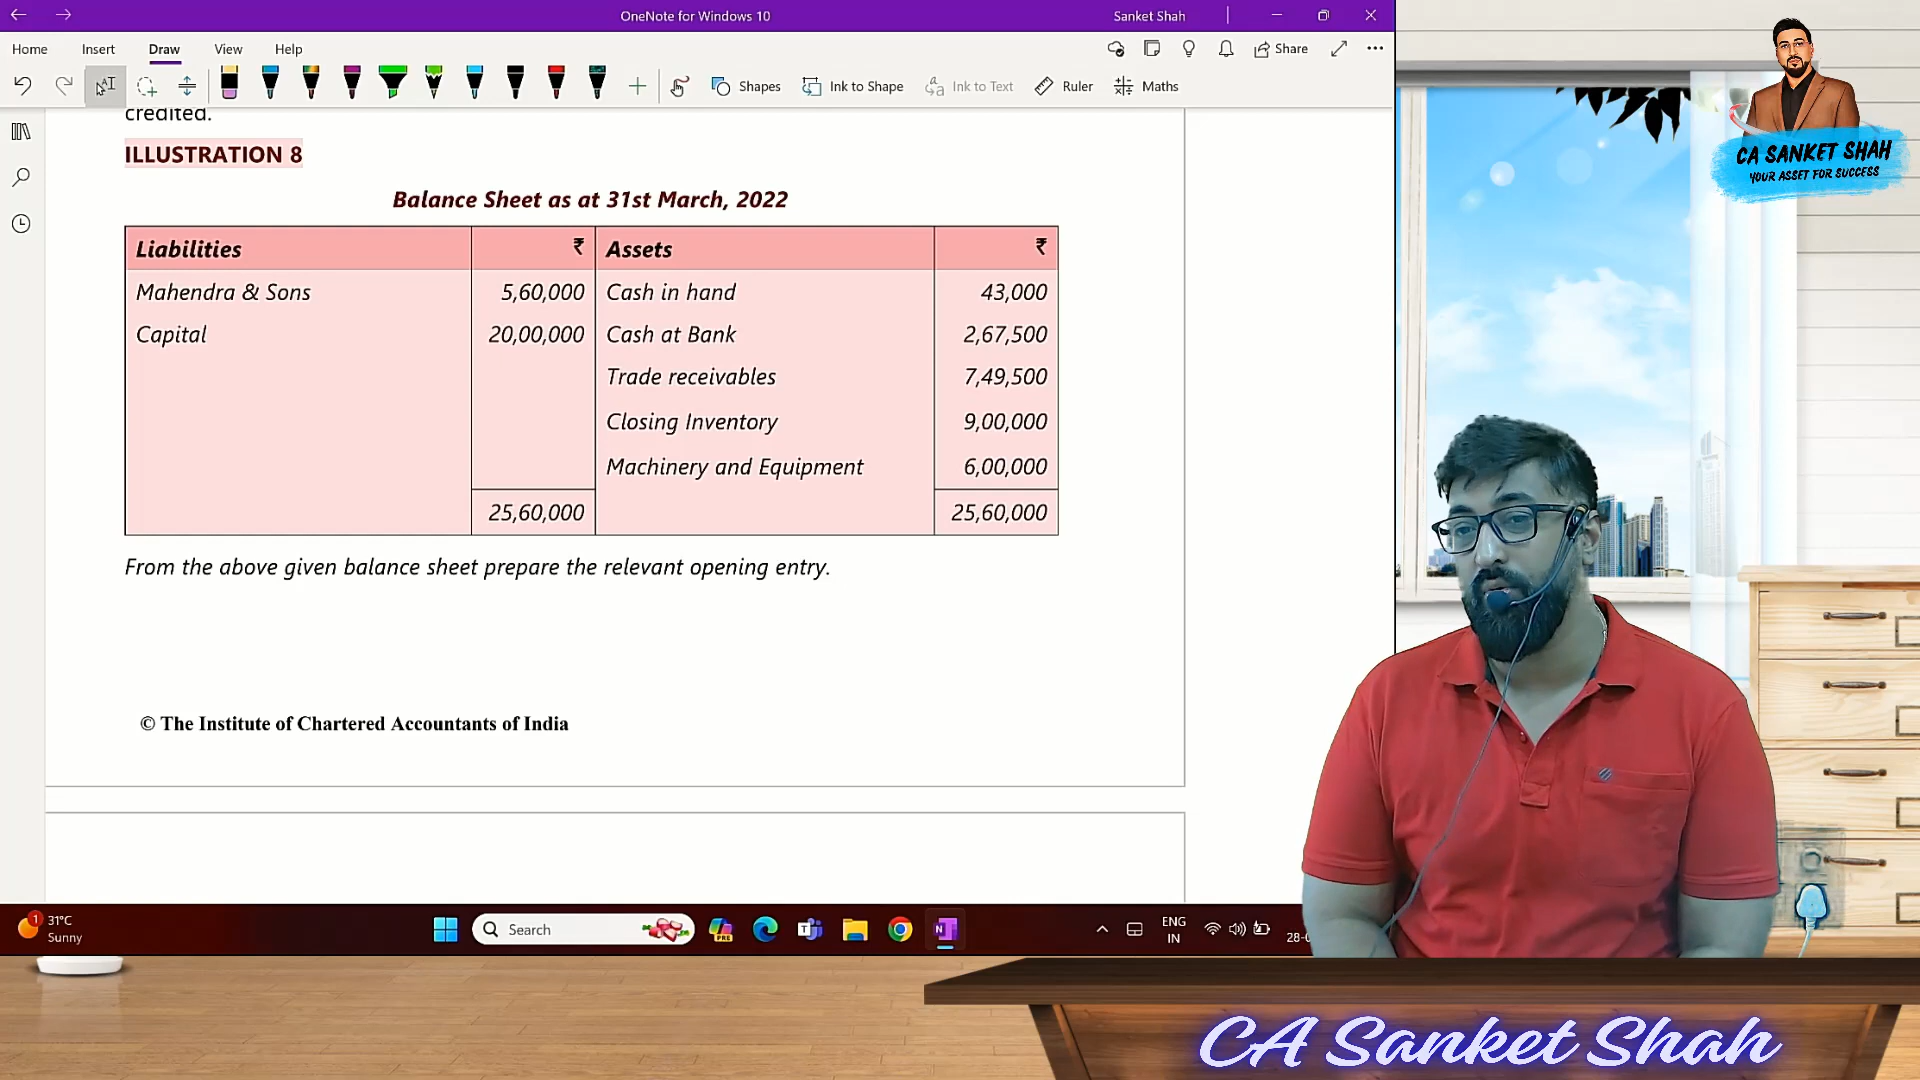 OneNote for Windows 10
Sanket Shah
Home Insert Draw View Help
Share
Shapes Ink to Shape Ink to Text Ruler Maths
credited.
ILLUSTRATION 8
Balance Sheet as at 31st March, 2022
Liabilities ₹ Assets ₹
Mahendra & Sons 5,60,000 Cash in hand 43,000
Capital 20,00,000 Cash at Bank 2,67,500
Trade receivables 7,49,500
Closing Inventory 9,00,000
Machinery and Equipment 6,00,000
25,60,000 25,60,000
From the above given balance sheet prepare the relevant opening entry.
© The Institute of Chartered Accountants of India
CA SANKET SHAH
YOUR ASSET FOR SUCCESS
1 31°C
Sunny
Search
PRE
ENG
IN
28-0
CA Sanket Shah